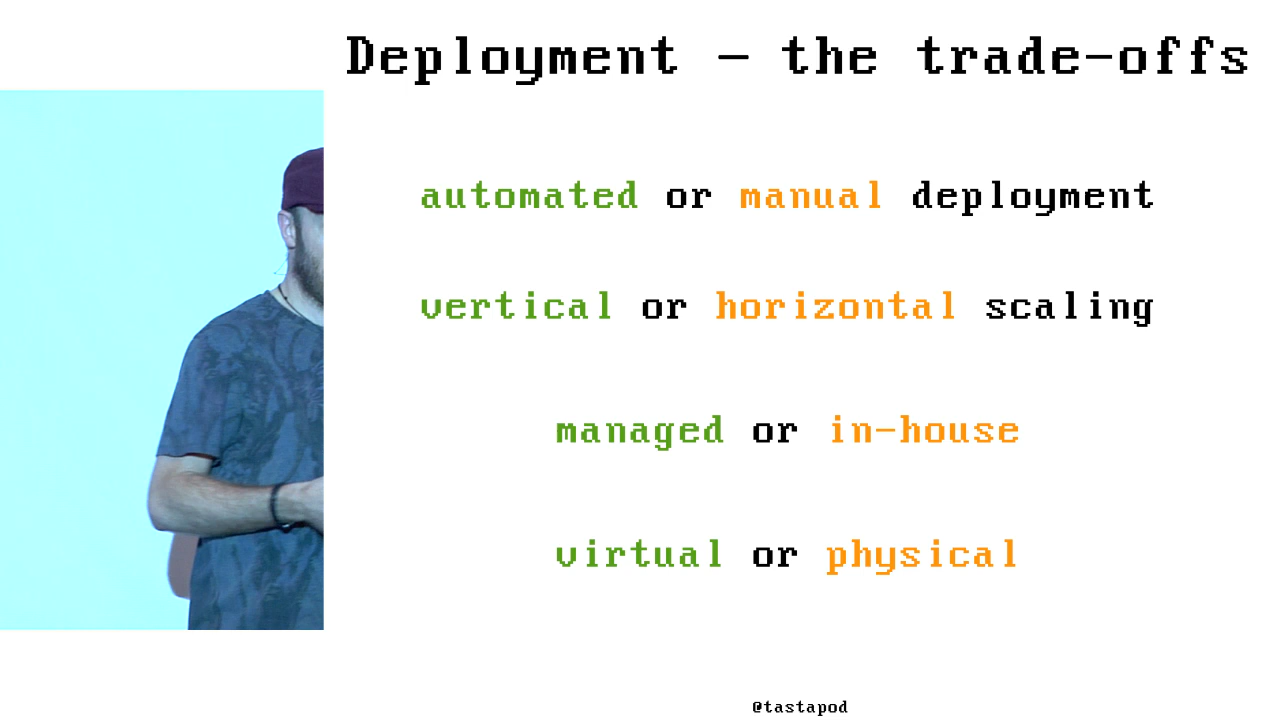 Deployment - the trade-offs
automated or manual deployment
vertical or horizontal scaling
managed or in-house
virtual or physical
@tastapod